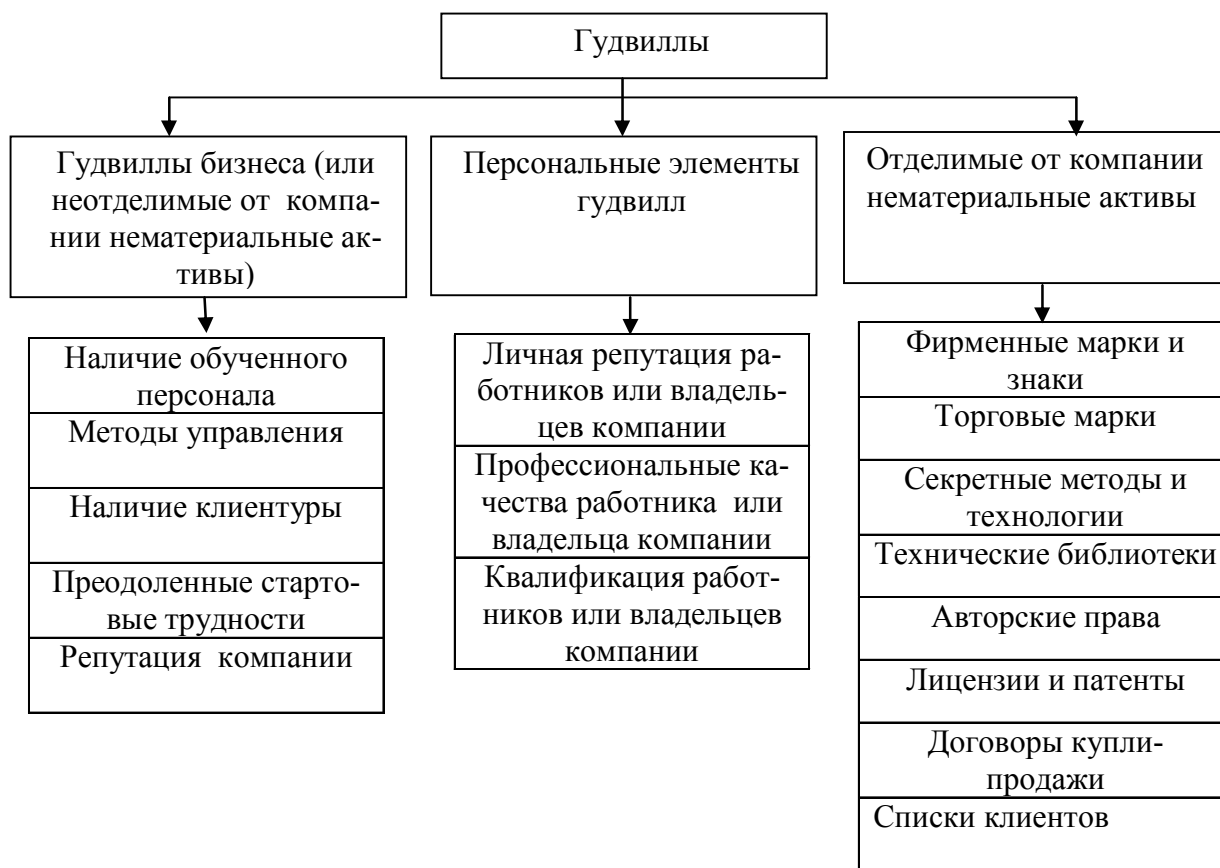 Гудвиллы
Гудвиллы бизнеса (или
неотделимые от компа-
нии нематериальные ак-
тивы)
Персональные элементы
гудвилл
Отделимые от компании
нематериальные активы
Наличие обученного
персонала
Методы управления
Наличие клиентуры
Преодоленные старто-
вые трудности
Репутация компании
Личная репутация ра-
ботников или владель-
цев компании
Профессиональные ка-
чества работника или
владельца компании
Квалификация работ-
ников или владельцев
компании
Фирменные марки и
знаки
Торговые марки
Секретные методы и
технологии
Технические библиотеки
Авторские права
Лицензии и патенты
Договоры купли-
продажи
Списки клиентов